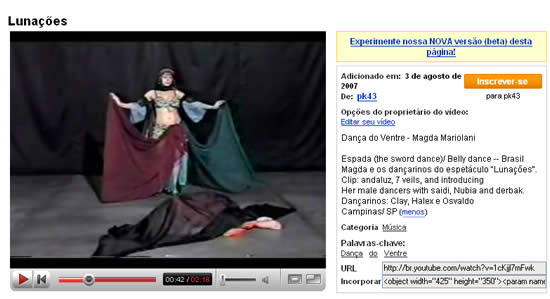 Lunações
Experimente nossa NOVA versão (beta) desta
página!
Adicionado em: 3 de agosto de
2007
De: pk43
Inscrever-se
para pk43
Opções do proprietário do vídeo:
Editar seu vídeo
Dança do Ventre - Magda Mariolani
Espada (the sword dance)/ Belly dance -- Brasil
Magda e os dançarinos do espetáculo "Lunações".
Clip: andaluz, 7 veils, and introducing
Her male dancers with saidi, Nubia and derbak.
Dançarinos: Clay, Halex e Osvaldo
Campinas/ SP (menos)
Categoria Música
Palavras-chave:
Dança do Ventre
URL http://br.youtube.com/watch?v=1cKjjl7mFwk
Incorporar <object width="425" height="350"><param name
00:42 / 02:18